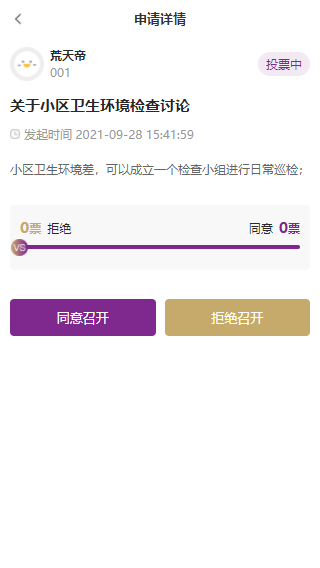 申请详情
荒天帝
001
投票中
关于小区卫生环境检查讨论
发起时间 2021-09-28 15:41:59
小区卫生环境差，可以成立一个检查小组进行日常巡检；
0票 拒绝 同意 0票
VS
同意召开 拒绝召开